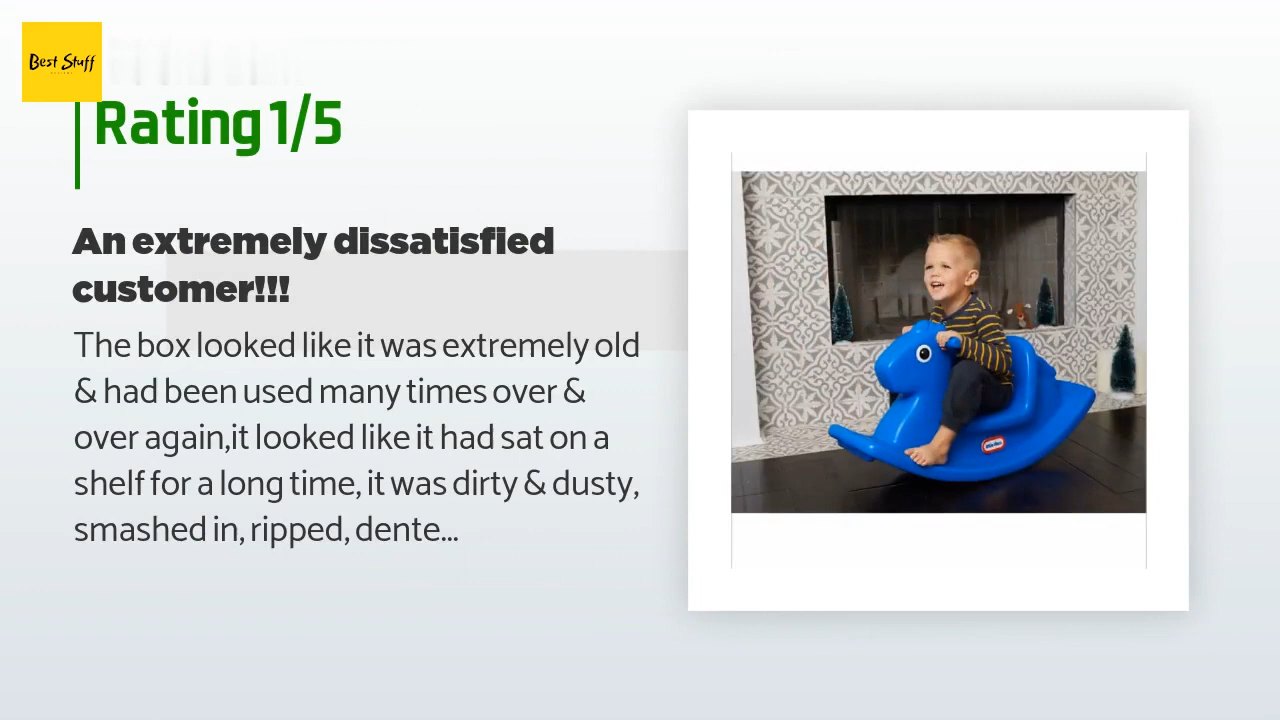 Best Stuff
Rating 1/5
An extremely dissatisfied
customer!!!
The box looked like it was extremely old
& had been used many times over &
over again,it looked like it had sat on a
shelf for a long time, it was dirty & dusty,
smashed in, ripped, dente...